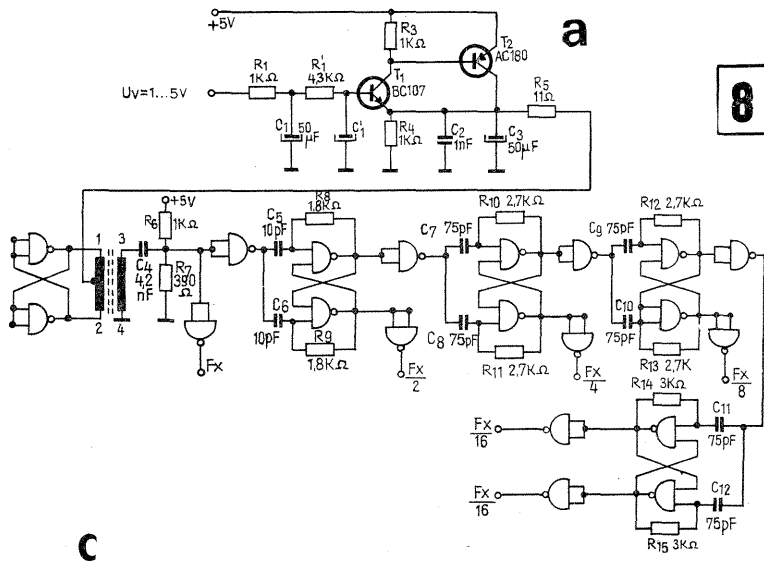 +5V
a
R3
1KΩ
T2
AC180
R1
1KΩ
R'1
4,3KΩ
T1
BC107
R5
11Ω
8
Uv=1...5V
C1
50
μF
C'1
R4
1KΩ
C2
1nF
C3
50μF
+5V
R6
1KΩ
R8
1,8KΩ
C5
10pF
R10 2,7KΩ
C7 75pF
R12 2,7KΩ
C9 75pF
1
3
C4
4,2
nF
R7
390
Ω
2
4
C6
10pF
R9
1,8KΩ
C8
75pF
R11 2,7KΩ
C10
75pF
R13 2,7K
Fx
Fx/2
Fx/4
Fx/8
R14 3KΩ
C11
75pF
Fx/16
Fx/16
C12
75pF
R15 3KΩ
c